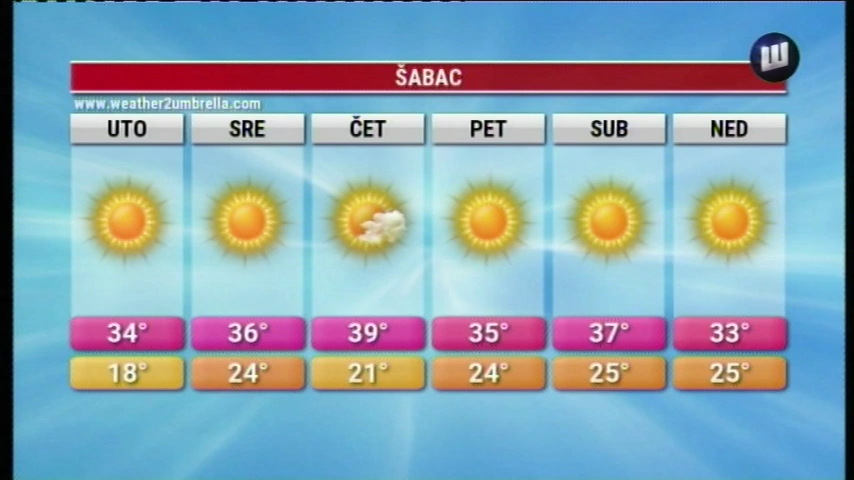 ŠABAC
www.weather2umbrella.com
UTO SRE ČET PET SUB NED
34° 36° 39° 35° 37° 33°
18° 24° 21° 24° 25° 25°